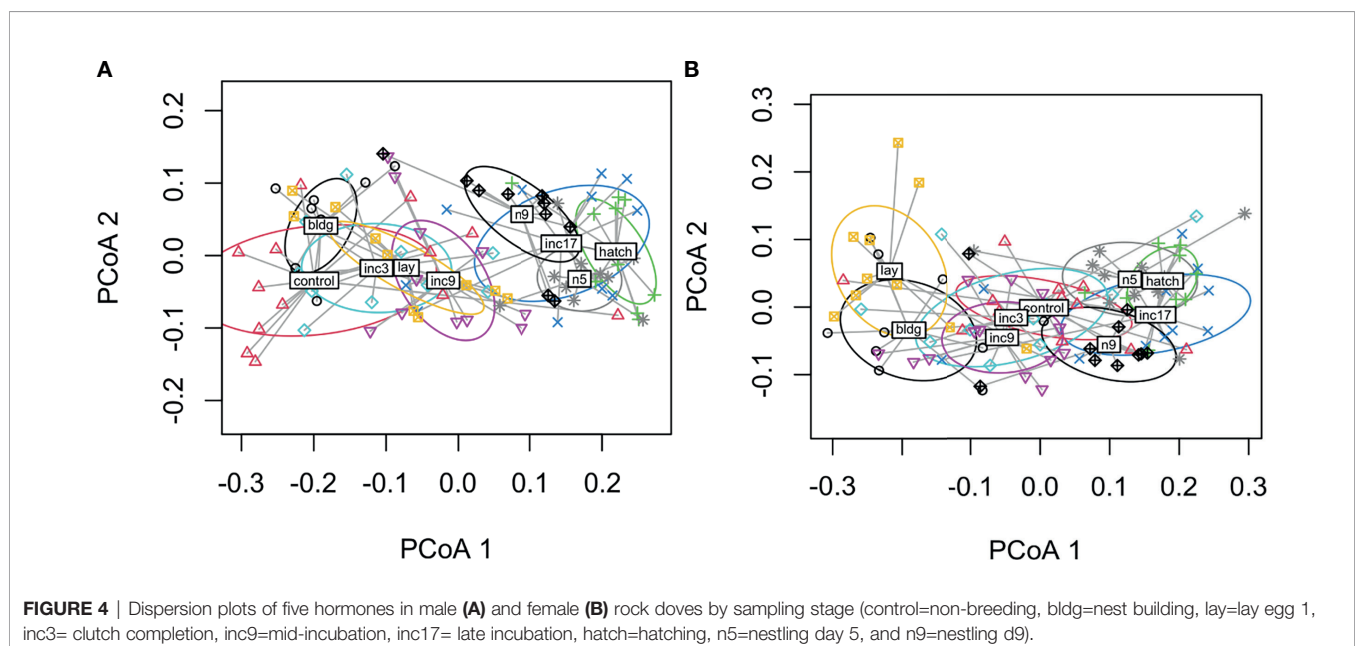 A
B
0.2
0.1
0.0
-0.1
-0.2
PCoA 2
bldg
n9
inc17
hatch
control
inc3
lay
inc9
n5
-0.3
-0.2
-0.1
0.0
0.1
0.2
PCoA 1
0.3
0.2
0.1
0.0
-0.1
PCoA 2
lay
n5
hatch
control
inc3
inc17
bldg
inc9
n9
-0.3
-0.1
0.0
0.1
0.2
0.3
PCoA 1
FIGURE 4 | Dispersion plots of five hormones in male (A) and female (B) rock doves by sampling stage (control=non-breeding, bldg=nest building, lay=lay egg 1,
inc3= clutch completion, inc9=mid-incubation, inc17= late incubation, hatch=hatching, n5=nestling day 5, and n9=nestling d9).